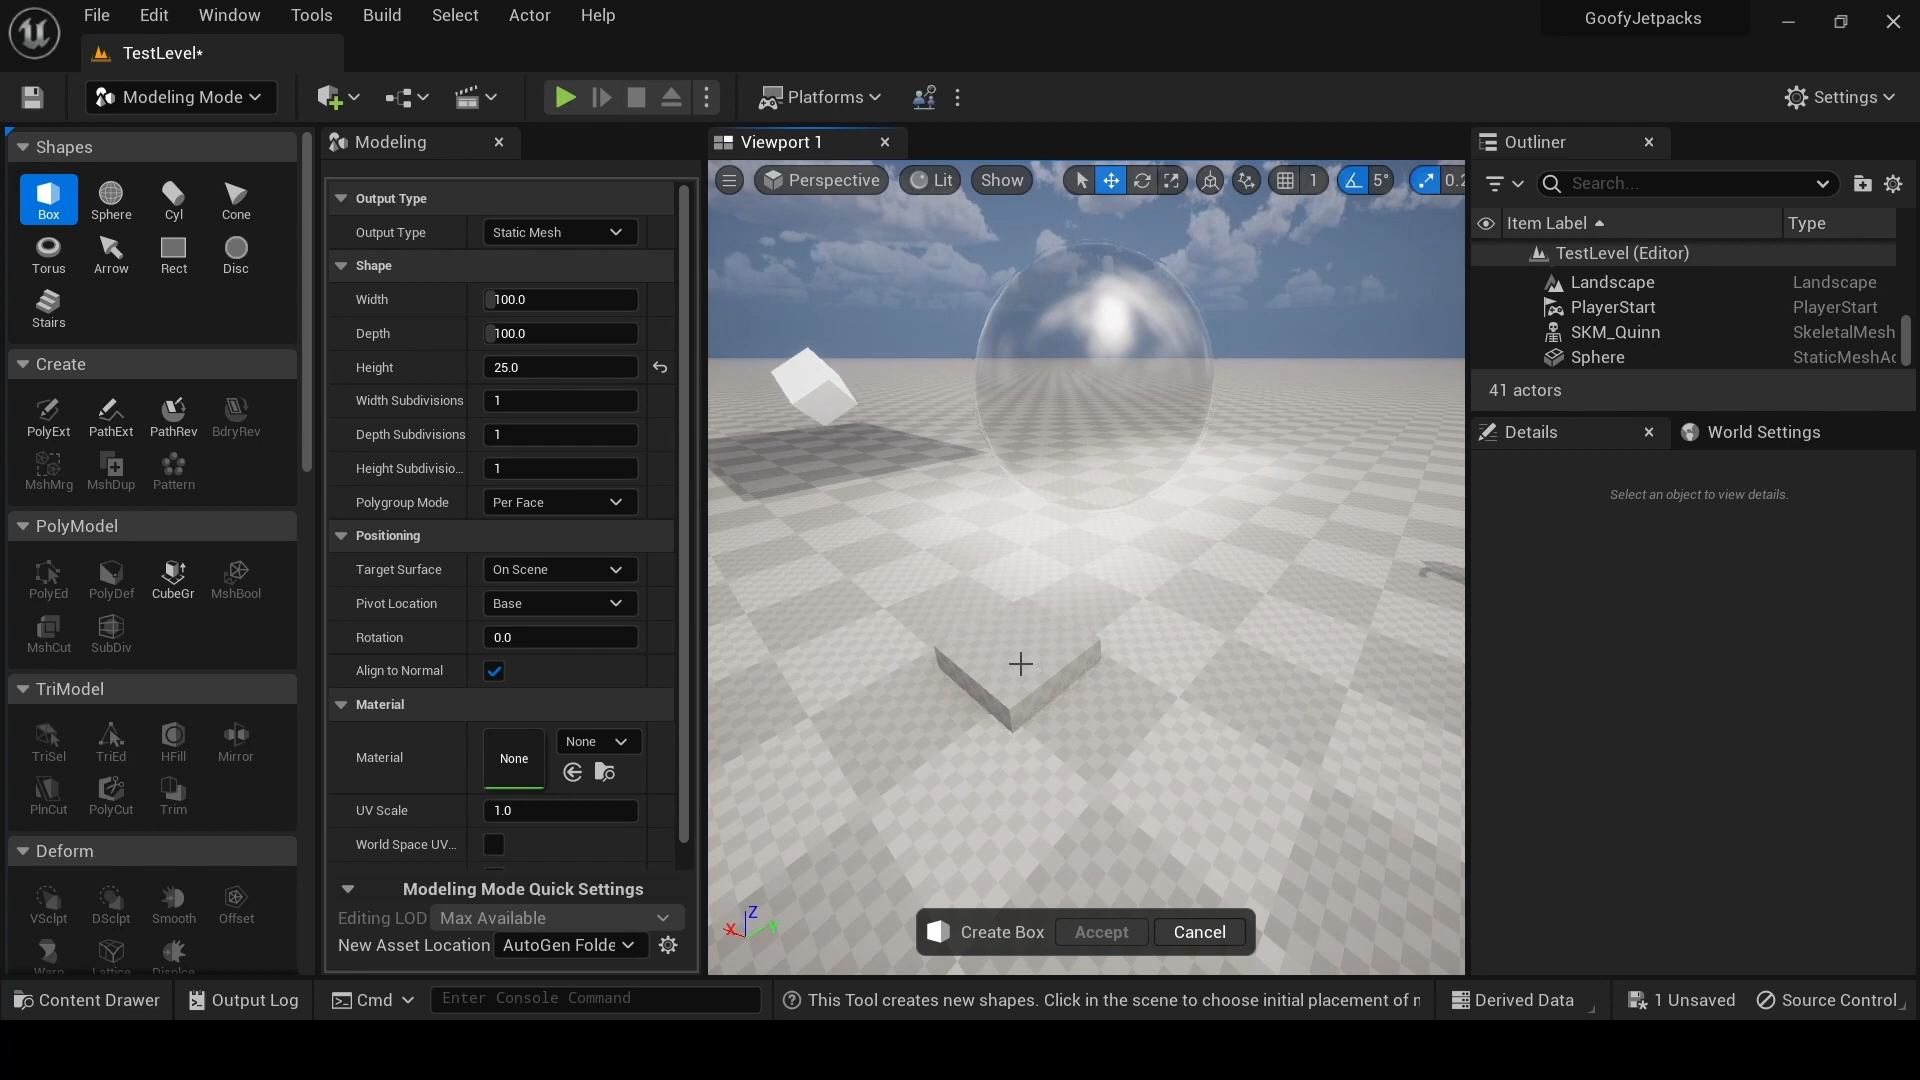 File Edit Window Tools Build Select Actor Help
GoofyJetpacks
TestLevel*
Modeling Mode
Platforms
Settings
Shapes
Box Sphere Cyl Cone
Torus Arrow Rect Disc
Stairs
Create
PolyExt PathExt PathRev BdryRev
MshMrg MshDup Pattern
PolyModel
PolyEd PolyDef CubeGr MshBool
MshCut SubDiv
TriModel
TriSel TriEd HFill Mirror
PlnCut PolyCut Trim
Deform
VSclpt DSclpt Smooth Offset
Warp Lattice Displce
Modeling
Output Type
Output Type Static Mesh
Shape
Width 100.0
Depth 100.0
Height 25.0
Width Subdivisions 1
Depth Subdivisions 1
Height Subdivisio... 1
Polygroup Mode Per Face
Positioning
Target Surface On Scene
Pivot Location Base
Rotation 0.0
Align to Normal
Material
Material None None
UV Scale 1.0
World Space UV...
Modeling Mode Quick Settings
Editing LOD Max Available
New Asset Location AutoGen Folde
Viewport 1
Perspective Lit Show 1 5° 0.2
X Z Y
Create Box Accept Cancel
Outliner
Search...
Item Label Type
TestLevel (Editor)
Landscape Landscape
PlayerStart PlayerStart
SKM_Quinn SkeletalMesh
Sphere StaticMeshAc
41 actors
Details World Settings
Select an object to view details.
Content Drawer Output Log Cmd Enter Console Command This Tool creates new shapes. Click in the scene to choose initial placement of n Derived Data 1 Unsaved Source Control